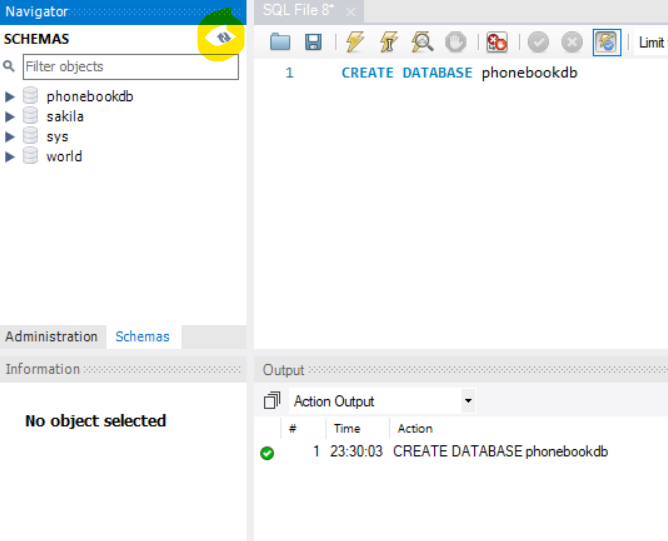 Navigator
SCHEMAS
Filter objects
phonebookdb
sakila
sys
world
Administration Schemas
Information
No object selected
SQL File 8* ×
Limit
1 CREATE DATABASE phonebookdb
Output
Action Output
# Time Action
1 23:30:03 CREATE DATABASE phonebookdb